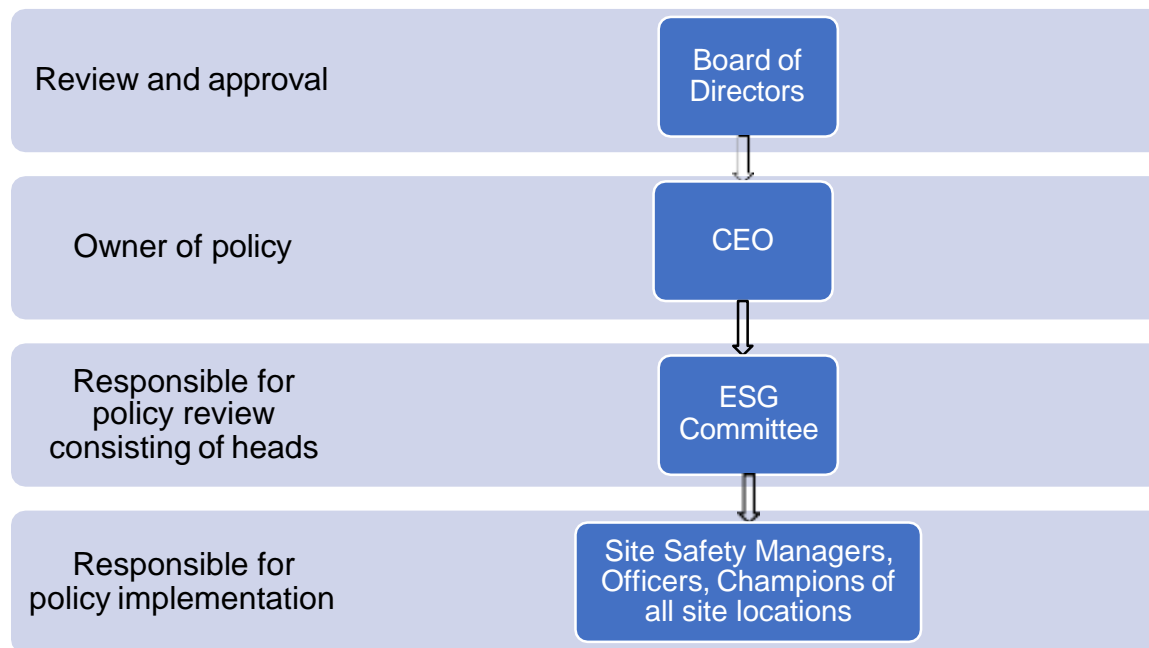 Review and approval
Board of
Directors
Owner of policy
CEO
Responsible for
policy review
consisting of heads
ESG
Committee
Responsible for
policy implementation
Site Safety Managers,
Officers, Champions of
all site locations